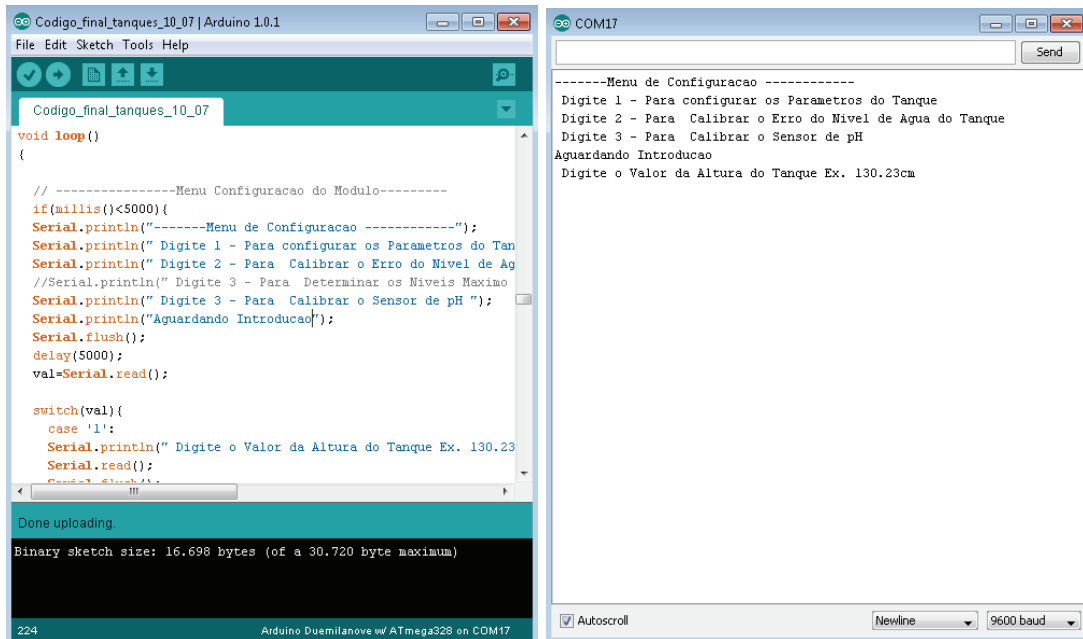 Codigo_final_tanques_10_07 | Arduino 1.0.1
File Edit Sketch Tools Help
Codigo_final_tanques_10_07
void loop()
{
// ----------------Menu Configuracao do Modulo---------
if(millis()<5000){
Serial.println("-------Menu de Configuracao ------------");
Serial.println(" Digite 1 - Para configurar os Parametros do Tan
Serial.println(" Digite 2 - Para  Calibrar o Erro do Nivel de Ag
//Serial.println(" Digite 3 - Para  Determinar os Niveis Maximo
Serial.println(" Digite 3 - Para  Calibrar o Sensor de pH ");
Serial.println("Aguardando Introducao");
Serial.flush();
delay(5000);
val=Serial.read();
switch(val){
case '1':
Serial.println(" Digite o Valor da Altura do Tanque Ex. 130.23
Serial.read();
Done uploading.
Binary sketch size: 16.698 bytes (of a 30.720 byte maximum)
224
Arduino Duemilanove w/ ATmega328 on COM17
COM17
Send
-------Menu de Configuracao ------------
Digite 1 - Para configurar os Parametros do Tanque
Digite 2 - Para  Calibrar o Erro do Nivel de Agua do Tanque
Digite 3 - Para  Calibrar o Sensor de pH
Aguardando Introducao
Digite o Valor da Altura do Tanque Ex. 130.23cm
Autoscroll
Newline
9600 baud